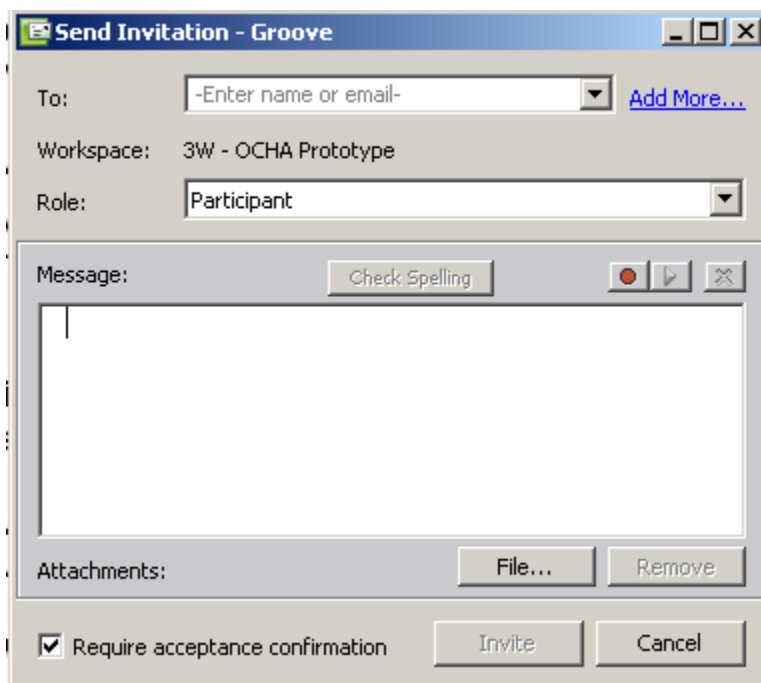 Send Invitation - Groove
To: -Enter name or email- Add More...
Workspace: 3W - OCHA Prototype
Role: Participant
Message: Check Spelling
Attachments: File... Remove
Require acceptance confirmation Invite Cancel